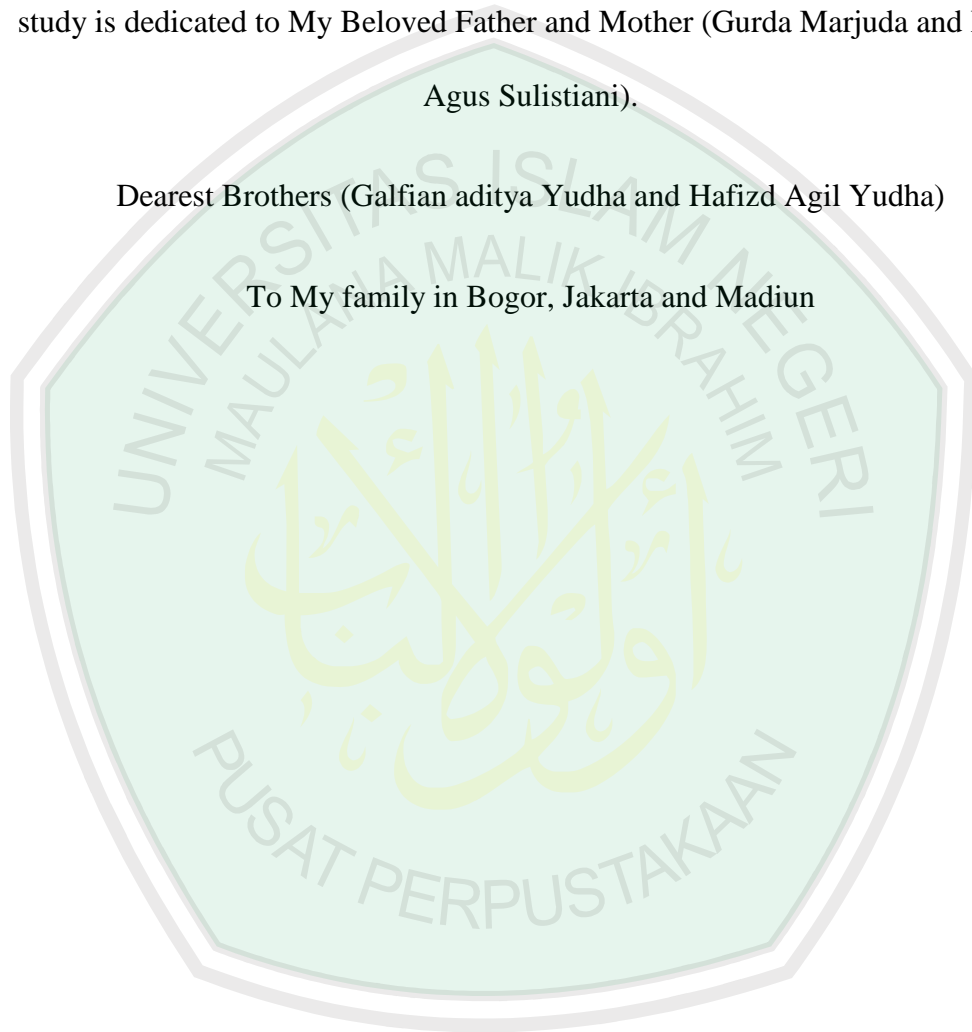 study is dedicated to My Beloved Father and Mother (Gurda Marjuda and
Agus Sulistiani).
Dearest Brothers (Galfian aditya Yudha and Hafizd Agil Yudha)
To My family in Bogor, Jakarta and Madiun
UNIVERSITAS ISLAM NEGERI
MAULANA MALIK IBRAHIM
أولوا الألباب
PUSAT PERPUSTAKAAN